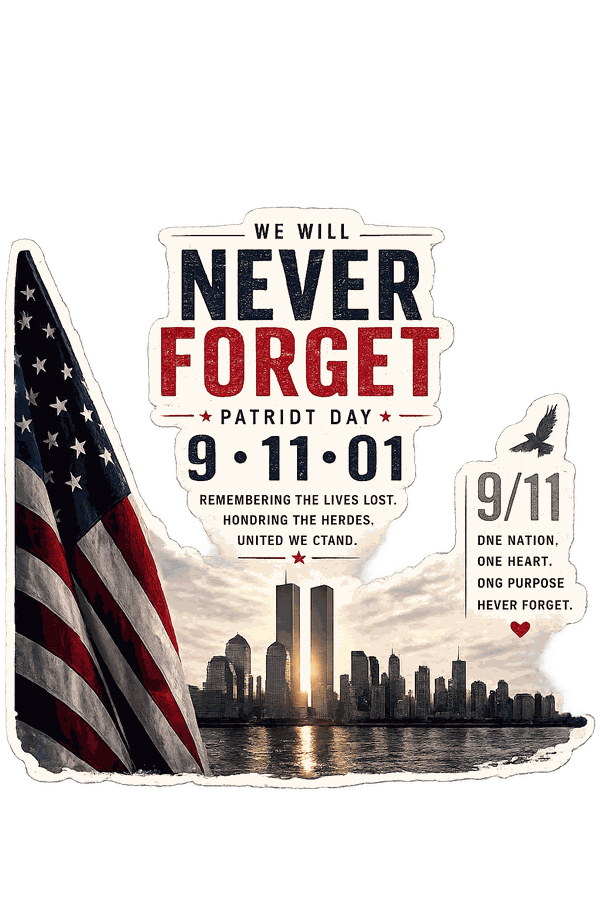 WE WILL
NEVER
FORGET
PATRIDT DAY
9•11•01
REMEMBERING THE LIVES LOST.
HONDRING THE HERDES,
UNITED WE CTAND.
9/11
DNE NATION,
ONE HEART.
ONG PURPOSE
HEVER FORGET.